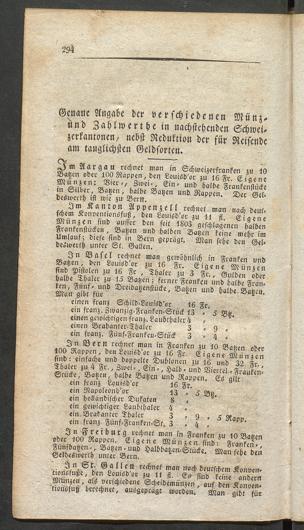 294
Genaue Angabe der verschiedenen Münz-
und Zahlwerthe in nachstehenden Schwei-
zerkantonen, nebst Reduktion der für Reisende
am tauglichsten Geldsorten.
Im Aargau rechnet man in Schweizerfranken zu 10
Batzen oder 100 Rappen, den Louisd'or zu 16 Fr. Eigene
Münzen: Vier-, Zwei-, Ein- und halbe Frankenstücke
in Silber, Batzen, halbe Batzen und Rappen. Der Gel-
deswerth ist wie zu Bern.
Im Kanton Appenzell rechnet man nach deut-
schem Konventionsfuß, den Louisd'or zu 11 fl. Eigene
Münzen sind ausser den seit 1803 geschlagenen halben
Frankenstücken, Batzen und halben Batzen keine mehr im
Umlauf; diese sind in Bern geprägt. Man sehe den Gel-
deswerth unter St. Gallen.
In Basel rechnet man gewöhnlich in Franken und
Batzen, den Louisd'or zu 16 Fr. Eigene Münzen
sind Pistolen zu 16 Fr., Thaler zu 3 Fr., Gulden oder
halbe Thaler zu 15 Batzen; ferner Franken und halbe Fran-
ken, Fünf- und Dreibatzenstücke, Batzen und halbe Batzen.
Man gibt für
einen franz. Schild-Louisd'or 16 Fr.
ein franz. Zwanzig-Franken-Stück 13 » 5 Btz.
einen gewichtigen franz. Laubthaler 4
einen Brabanter-Thaler 3 » 9 »
ein franz. Fünf-Franken-Stück 3 » 4 »
In Bern rechnet man in Franken zu 10 Batzen oder
100 Rappen, den Louisd'or zu 16 Fr. Eigene Münzen
sind: einfache und doppelte Dublonen zu 16 und 32 Fr.,
Thaler zu 4 Fr., Zwei-, Ein-, Halb- und Viertel-Franken-
Stücke, Batzen, halbe Batzen und Rappen. Es gilt
ein franz. Louisd'or 16 Fr.
ein Napoleond'or 13 » 5 Btz.
ein holländischer Dukaten 8 »
ein gewichtiger Laubthaler 4 »
ein Brabanter-Thaler 3 » 9 » 5 Rapp.
ein franz. Fünf-Franken-St. 3 » 4 »
In Freiburg rechnet man in Franken zu 10 Batzen
oder 100 Rappen. Eigene Münzen sind: Franken-,
Fünfbatzen-, Batzen- und Halbbatzen-Stücke. Man sehe den
Geldeswerth unter Bern.
In St. Gallen rechnet man nach deutschem Konven-
tionsfuße, den Louisd'or zu 11 fl. Es sind keine andern
Münzen, als verschiedene Scheidemünzen, auf den Konven-
tionsfuß berechnet, ausgeprägt worden. Man gibt für